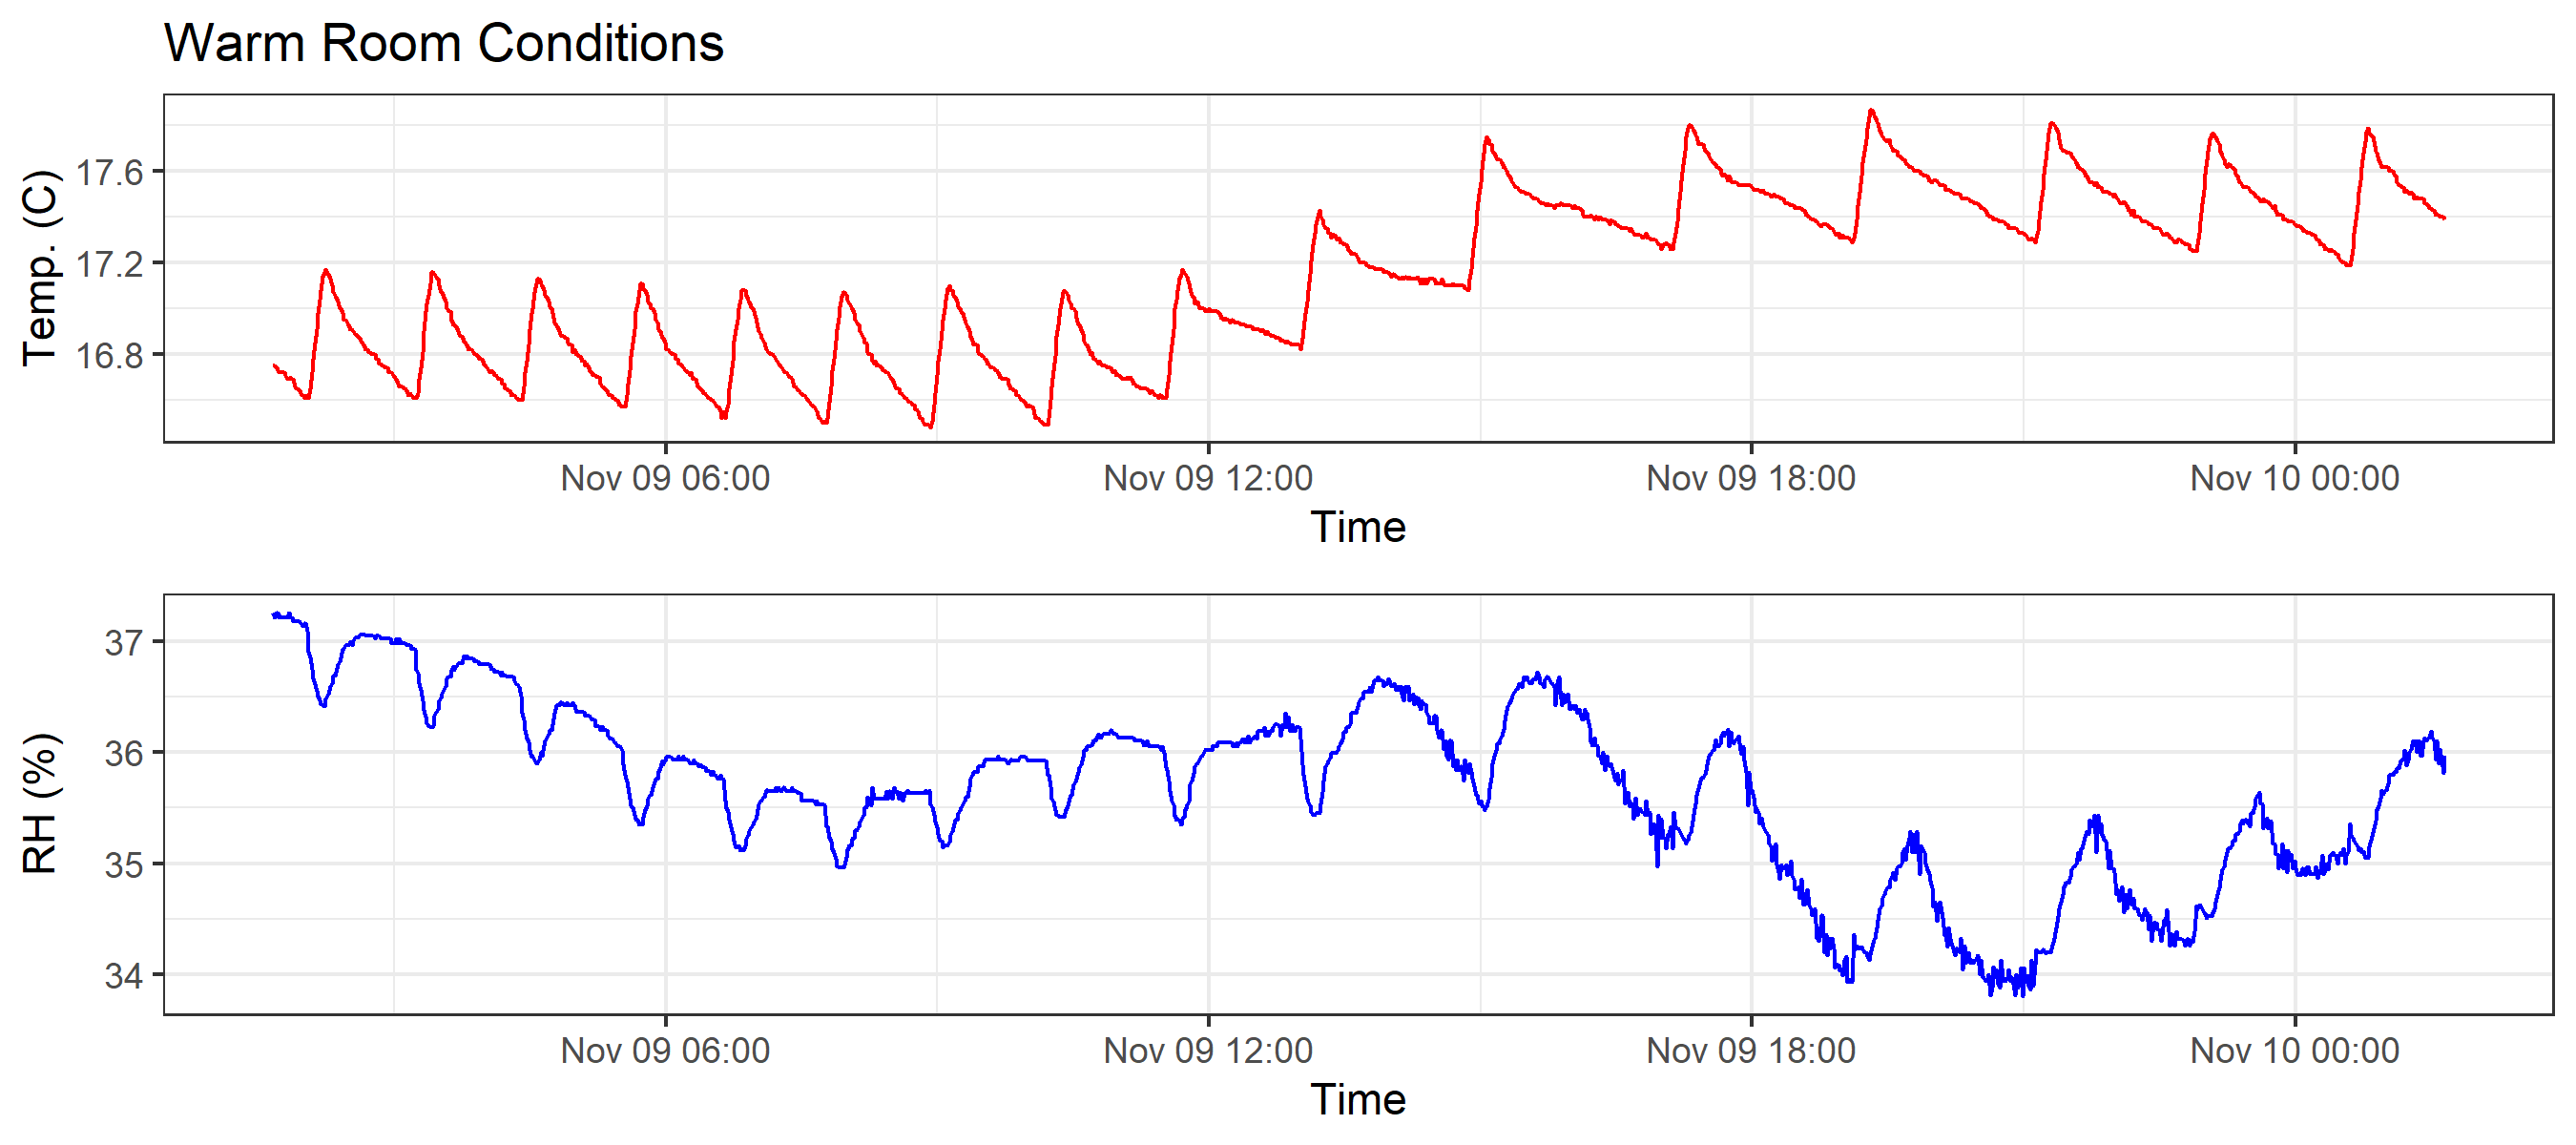 Warm Room Conditions
Temp. (C)
17.6
17.2
16.8
Nov 09 06:00 Nov 09 12:00 Nov 09 18:00 Nov 10 00:00
Time
RH (%)
37
36
35
34
Nov 09 06:00 Nov 09 12:00 Nov 09 18:00 Nov 10 00:00
Time